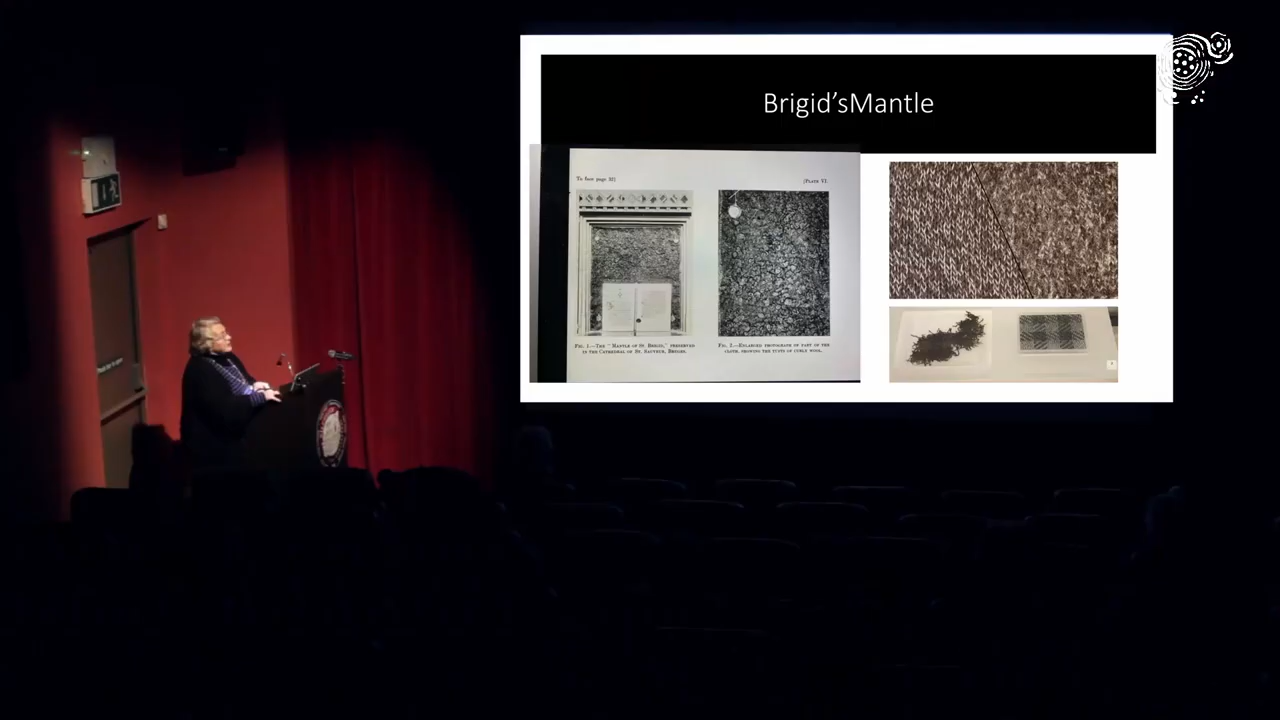 Brigid'sMantle
To face page 32]
[Plate VI.
Fig. 1.—The "Mantle of St. Brigid," preserved
in the Cathedral of St. Sauveur, Bruges.
Fig. 2.—Enlarged photograph of part of the
cloth, showing the tufts of curly wool.